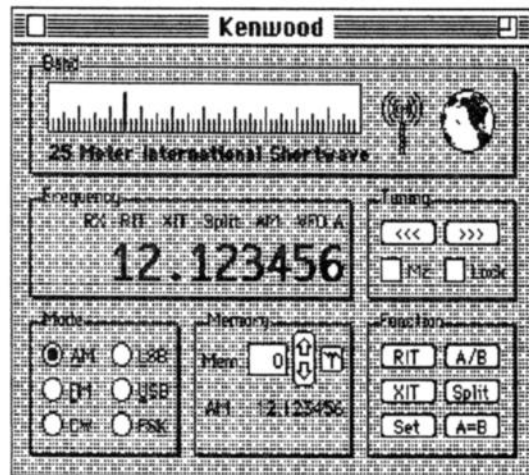 Kenwood
Band
25 Meter International Shortwave
Frequency
RX RIT XIT Split AM VFO A
12.123456
Tuning
<<< >>>
MZ Lock
Mode
AM LSB
FM USB
CW FSK
Memory
Mem 0
AM 12.123456
Function
RIT A/B
XIT Split
Set A=B